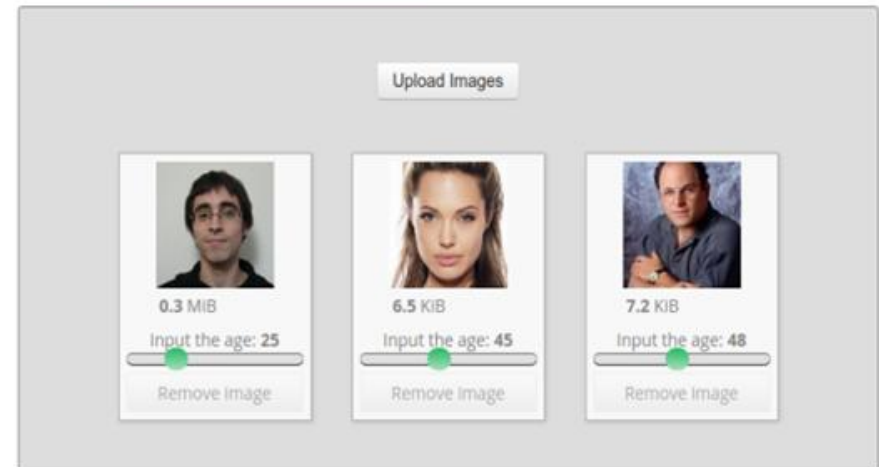 Upload Images
0.3 MiB
6.5 KiB
7.2 KiB
Input the age: 25
Input the age: 45
Input the age: 48
Remove image
Remove image
Remove image